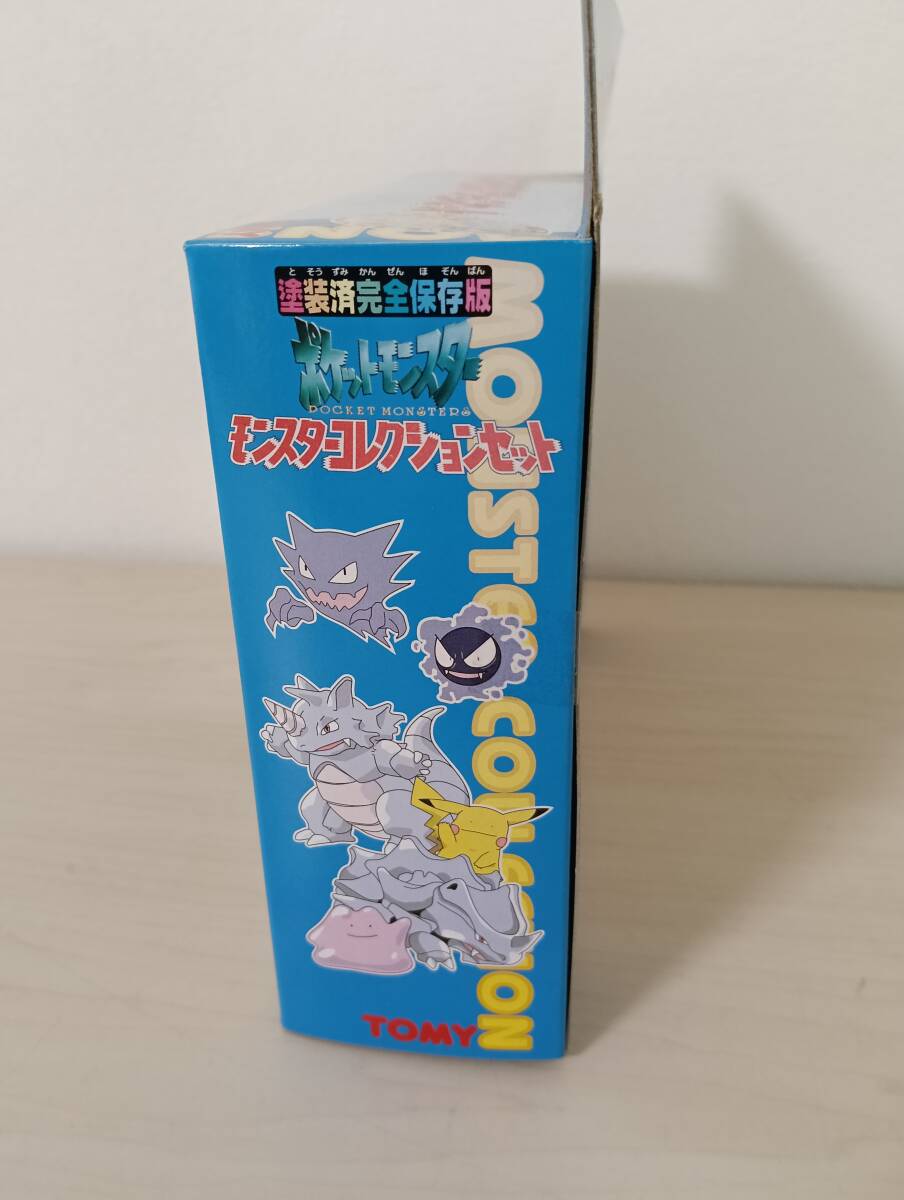 とそうずみかんぜんほぞんばん
塗装済完全保存版
ポケットモンスター
POCKET MONSTERS
モンスターコレクションセット
MONSTER COLLECTION
TOMY